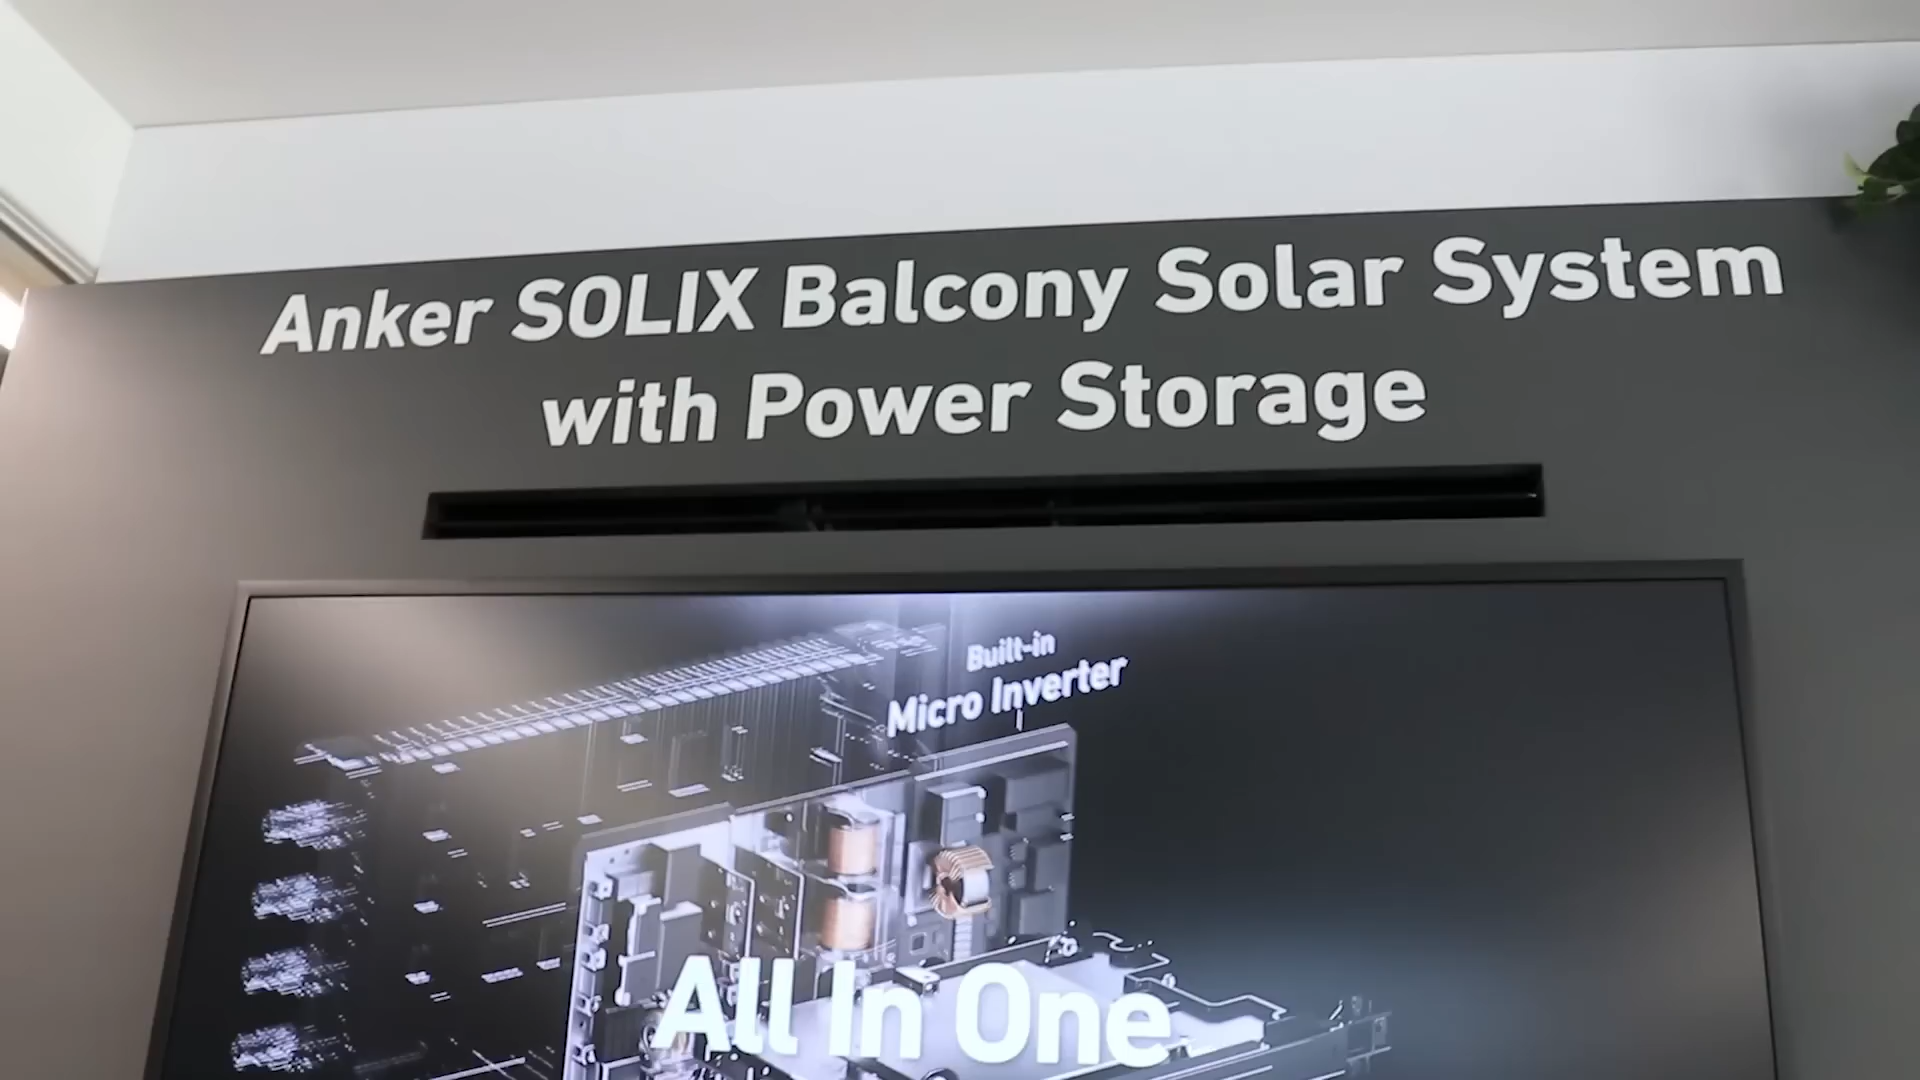 Anker SOLIX Balcony Solar System
with Power Storage
Built-in
Micro Inverter
All In One